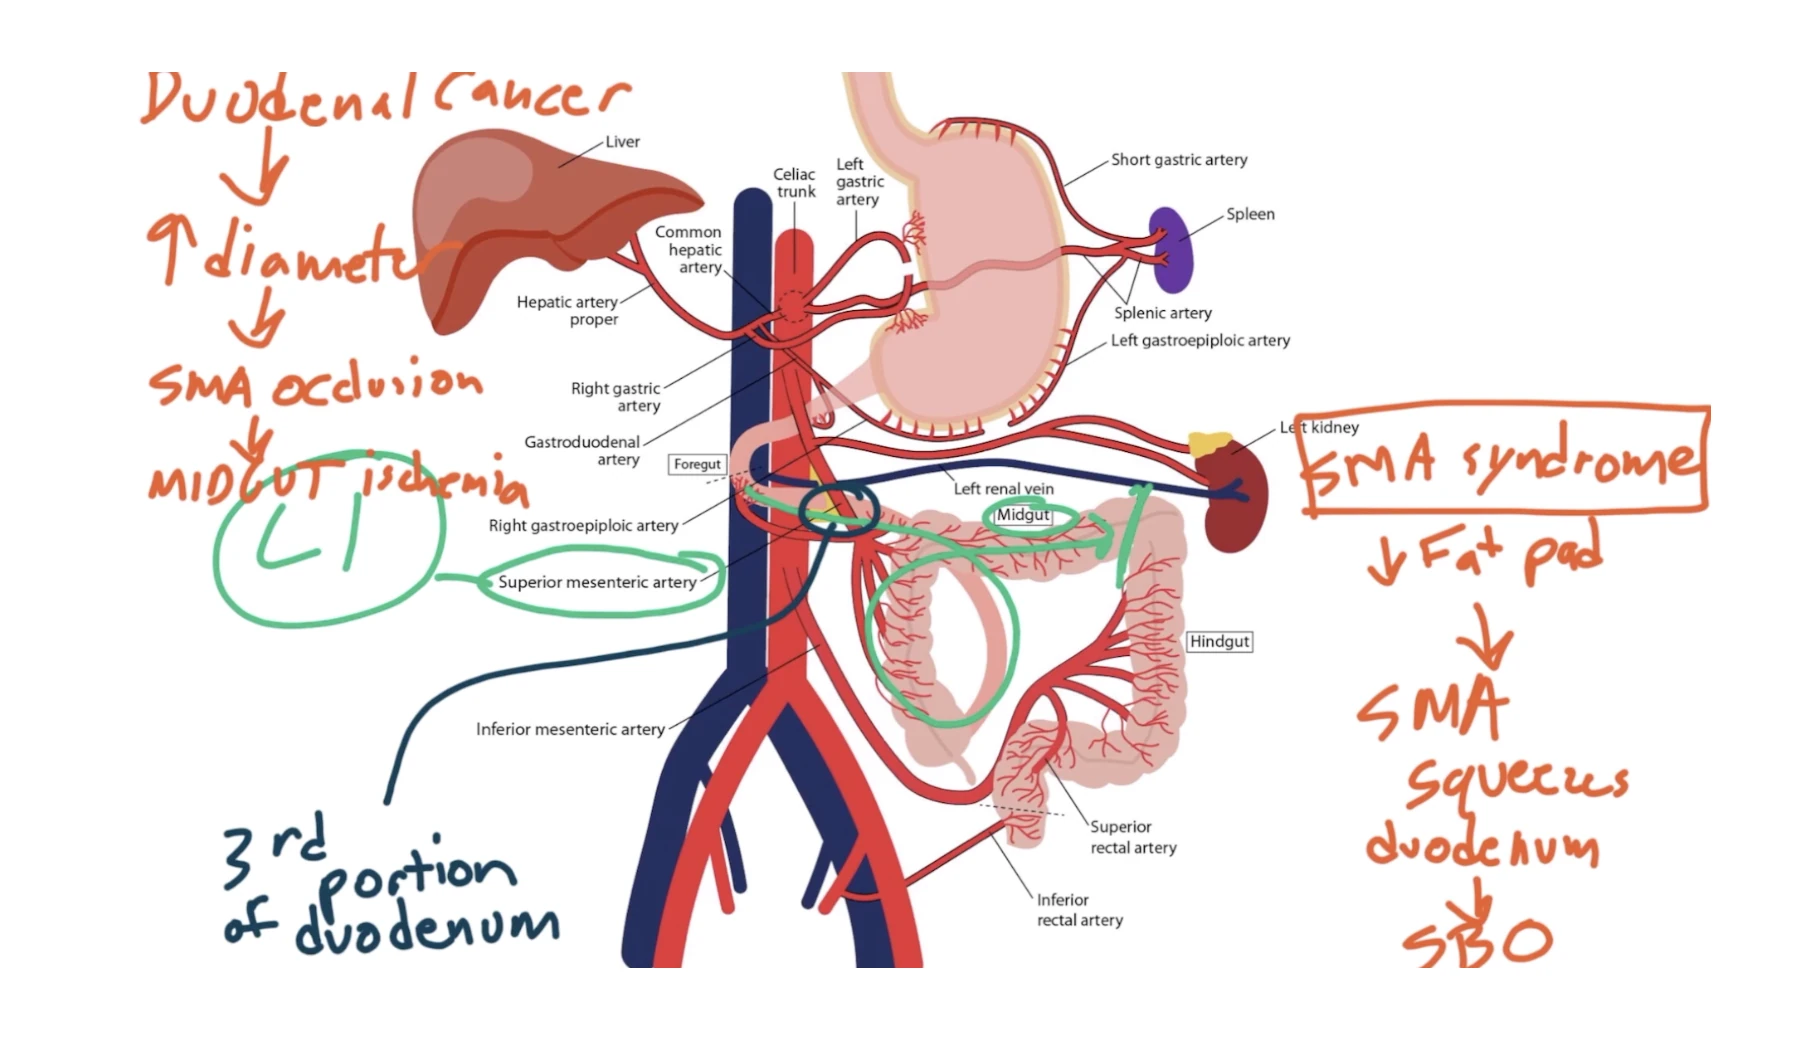 Duodenal Cancer
↓
↑ diameter
↓
SMA occlusion
↓
MIDGUT ischemia
L1
3rd
portion
of duodenum
Liver
Celiac
trunk
Left
gastric
artery
Common
hepatic
artery
Hepatic artery
proper
Right gastric
artery
Gastroduodenal
artery
Foregut
Right gastroepiploic artery
Superior mesenteric artery
Inferior mesenteric artery
Short gastric artery
Spleen
Splenic artery
Left gastroepiploic artery
Left kidney
Left renal vein
Midgut
Hindgut
Superior
rectal artery
Inferior
rectal artery
SMA syndrome
↓ Fat pad
↓
SMA
squeezes
duodenum
↓
SBO